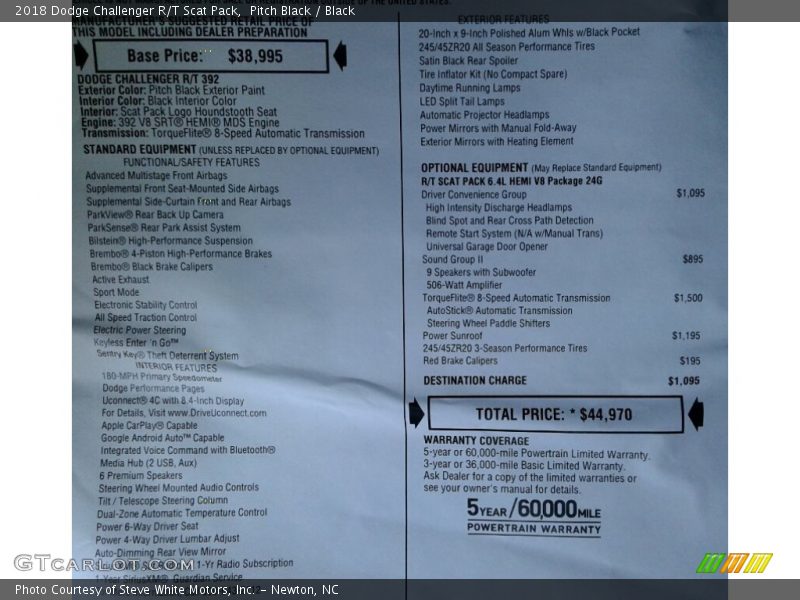 2018 Dodge Challenger R/T Scat Pack, Pitch Black / Black
MANUFACTURER'S SUGGESTED RETAIL PRICE OF
THIS MODEL INCLUDING DEALER PREPARATION
Base Price: $38,995
DODGE CHALLENGER R/T 392
Exterior Color: Pitch Black Exterior Paint
Interior Color: Black Interior Color
Interior: Scat Pack Logo Houndstooth Seat
Engine: 392 V8 SRT® HEMI® MDS Engine
Transmission: TorqueFlite® 8-Speed Automatic Transmission
STANDARD EQUIPMENT (UNLESS REPLACED BY OPTIONAL EQUIPMENT)
FUNCTIONAL/SAFETY FEATURES
Advanced Multistage Front Airbags
Supplemental Front Seat-Mounted Side Airbags
Supplemental Side-Curtain Front and Rear Airbags
ParkView® Rear Back Up Camera
ParkSense® Rear Park Assist System
Bilstein® High-Performance Suspension
Brembo® 4-Piston High-Performance Brakes
Brembo® Black Brake Calipers
Active Exhaust
Sport Mode
Electronic Stability Control
All Speed Traction Control
Electric Power Steering
Keyless Enter 'n Go™
Sentry Key® Theft Deterrent System
INTERIOR FEATURES
180-MPH Primary Speedometer
Dodge Performance Pages
Uconnect® 4C with 8.4-Inch Display
For Details, Visit www.DriveUconnect.com
Apple CarPlay® Capable
Google Android Auto™ Capable
Integrated Voice Command with Bluetooth®
Media Hub (2 USB, Aux)
6 Premium Speakers
Steering Wheel Mounted Audio Controls
Tilt / Telescope Steering Column
Dual-Zone Automatic Temperature Control
Power 6-Way Driver Seat
Power 4-Way Driver Lumbar Adjust
Auto-Dimming Rear View Mirror
1-Yr Radio Subscription
1-Year SiriusXM® Guardian Service
EXTERIOR FEATURES
20-Inch x 9-Inch Polished Alum Whls w/Black Pocket
245/45ZR20 All Season Performance Tires
Satin Black Rear Spoiler
Tire Inflator Kit (No Compact Spare)
Daytime Running Lamps
LED Split Tail Lamps
Automatic Projector Headlamps
Power Mirrors with Manual Fold-Away
Exterior Mirrors with Heating Element
OPTIONAL EQUIPMENT (May Replace Standard Equipment)
R/T SCAT PACK 6.4L HEMI V8 Package 24G
Driver Convenience Group $1,095
High Intensity Discharge Headlamps
Blind Spot and Rear Cross Path Detection
Remote Start System (N/A w/Manual Trans)
Universal Garage Door Opener
Sound Group II $895
9 Speakers with Subwoofer
506-Watt Amplifier
TorqueFlite® 8-Speed Automatic Transmission $1,500
AutoStick® Automatic Transmission
Steering Wheel Paddle Shifters
Power Sunroof $1,195
245/45ZR20 3-Season Performance Tires
Red Brake Calipers $195
DESTINATION CHARGE $1,095
TOTAL PRICE: * $44,970
WARRANTY COVERAGE
5-year or 60,000-mile Powertrain Limited Warranty.
3-year or 36,000-mile Basic Limited Warranty.
Ask Dealer for a copy of the limited warranties or
see your owner's manual for details.
5YEAR/60,000MILE
POWERTRAIN WARRANTY
GTCarLot.com
Photo Courtesy of Steve White Motors, Inc. – Newton, NC